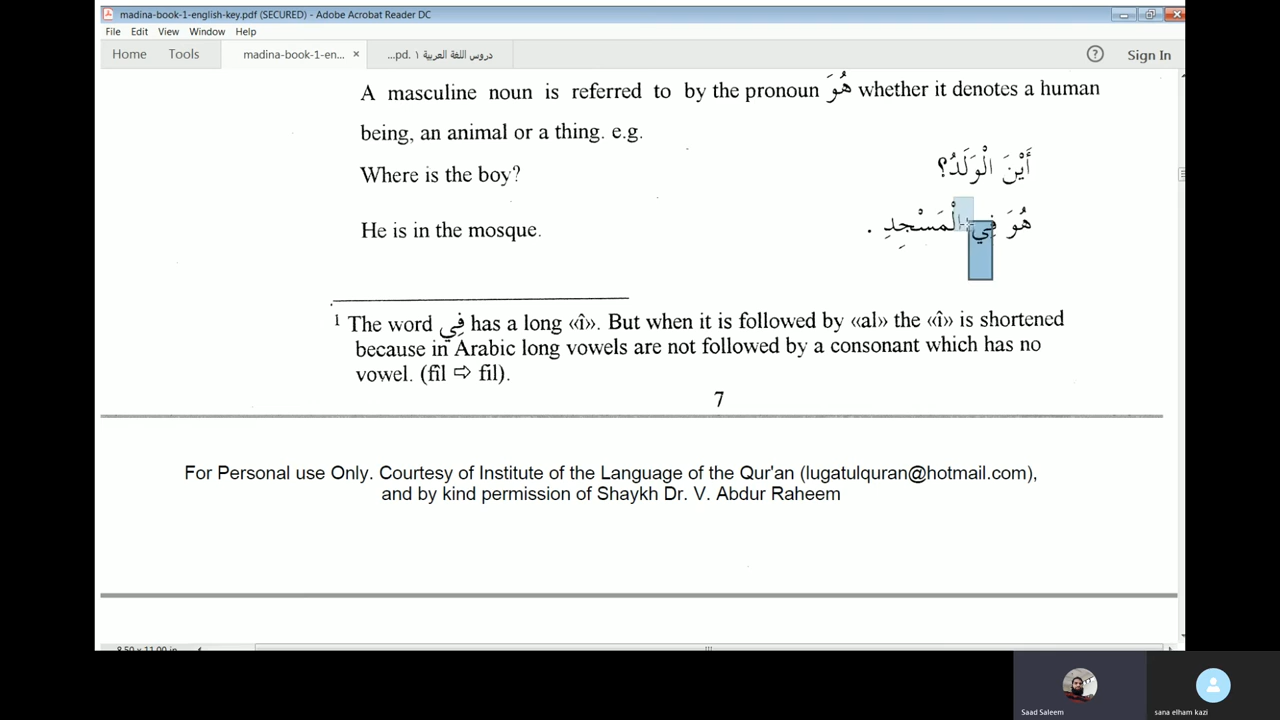 madina-book-1-english-key.pdf (SECURED) - Adobe Acrobat Reader DC
File Edit View Window Help
Home Tools madina-book-1-en... × دروس اللغة العربية ١ .pd... Sign In
A masculine noun is referred to by the pronoun هُوَ whether it denotes a human
being, an animal or a thing. e.g.
Where is the boy? أَيْنَ الْوَلَدُ؟
He is in the mosque. هُوَ فِي الْمَسْجِدِ .
1 The word فِي has a long «î». But when it is followed by «al» the «î» is shortened
because in Arabic long vowels are not followed by a consonant which has no
vowel. (fîl ⇨ fil).
7
For Personal use Only. Courtesy of Institute of the Language of the Qur'an (lugatulquran@hotmail.com),
and by kind permission of Shaykh Dr. V. Abdur Raheem
8.50 x 11.00 in
Saad Saleem
sana elham kazi